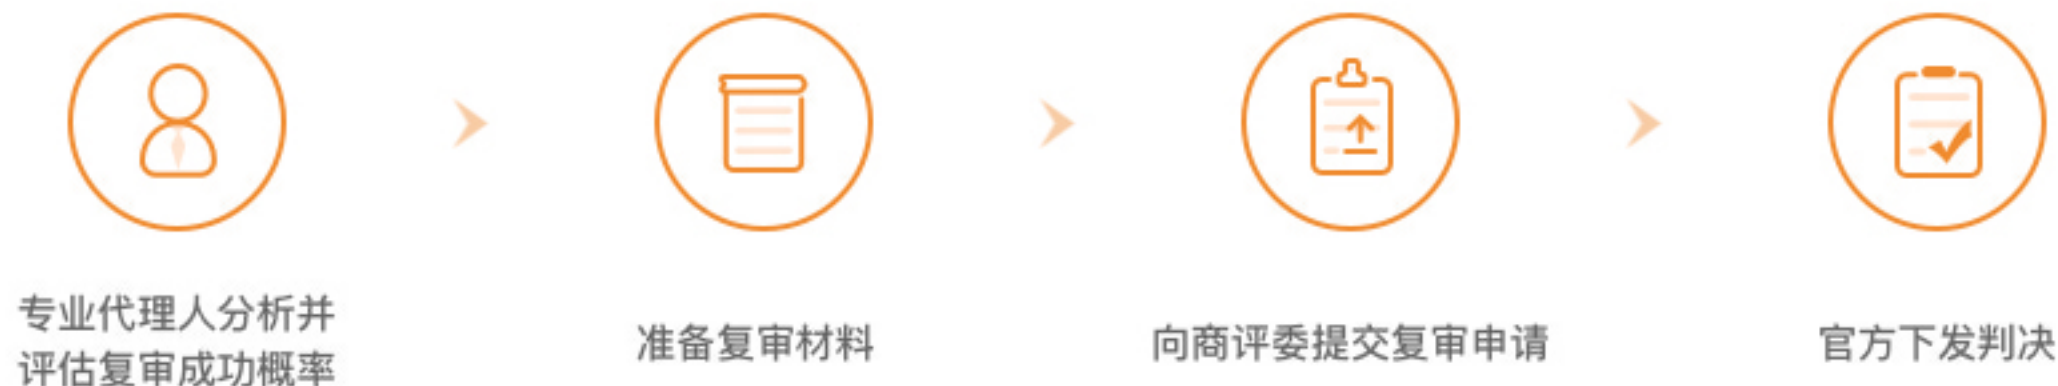 专业代理人分析并
评估复审成功概率
准备复审材料
向商评委提交复审申请
官方下发判决